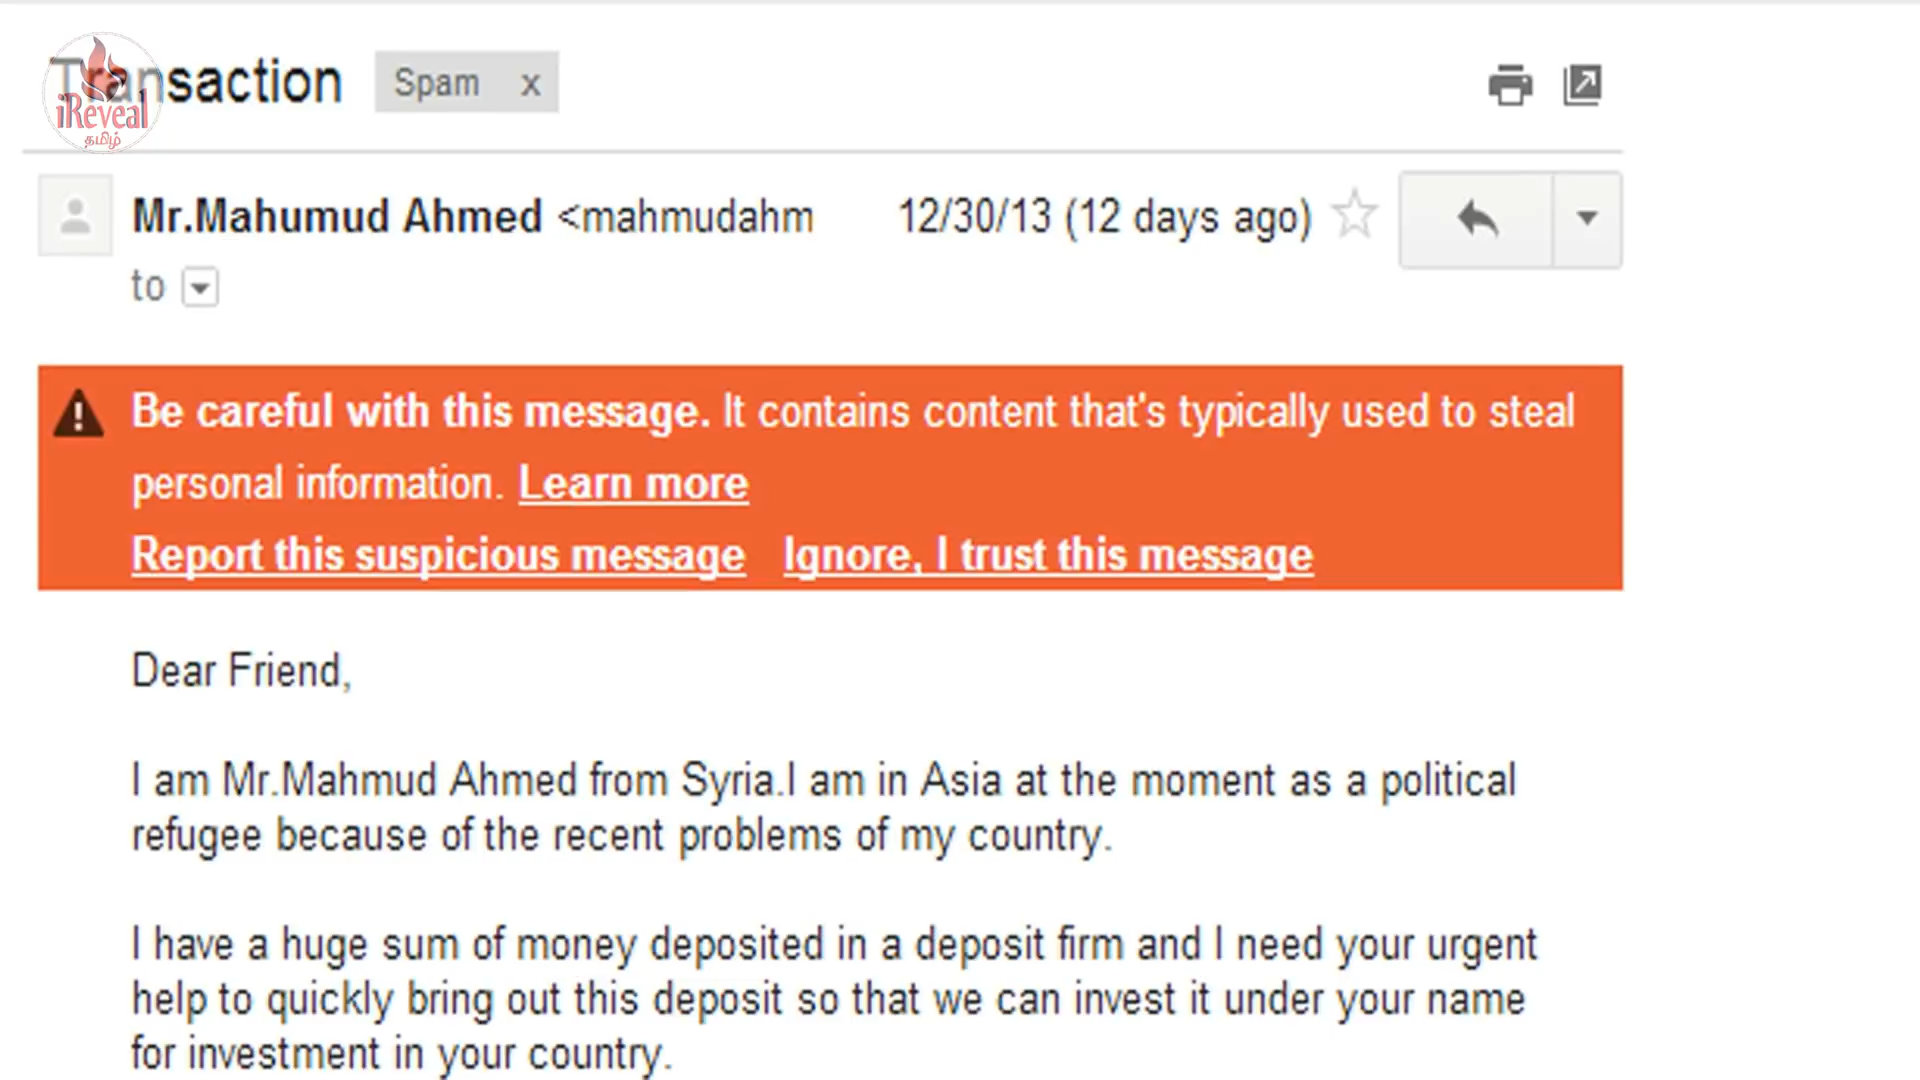 Transaction
Spam x
iReveal
தமிழ்
Mr.Mahumud Ahmed <mahmudahm 12/30/13 (12 days ago)
to
Be careful with this message. It contains content that's typically used to steal
personal information. Learn more
Report this suspicious message Ignore, I trust this message
Dear Friend,
I am Mr.Mahmud Ahmed from Syria.I am in Asia at the moment as a political
refugee because of the recent problems of my country.
I have a huge sum of money deposited in a deposit firm and I need your urgent
help to quickly bring out this deposit so that we can invest it under your name
for investment in your country.